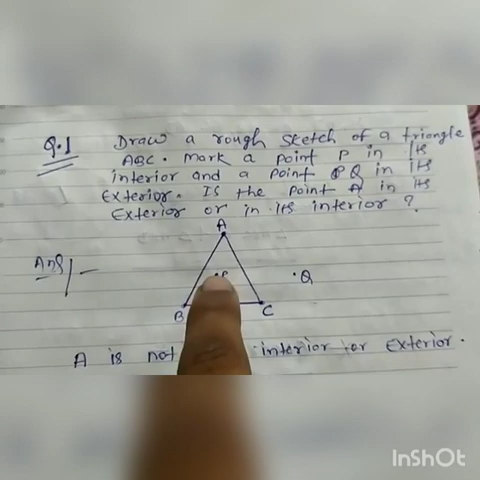 Q.1 Draw a rough sketch of a triangle
ABC. Mark a point P in its
interior and a point Q in its
exterior. Is the point A in its
exterior or in its interior ?
Ans -
A
P
.Q
B C
A is not interior or exterior.
InShOt